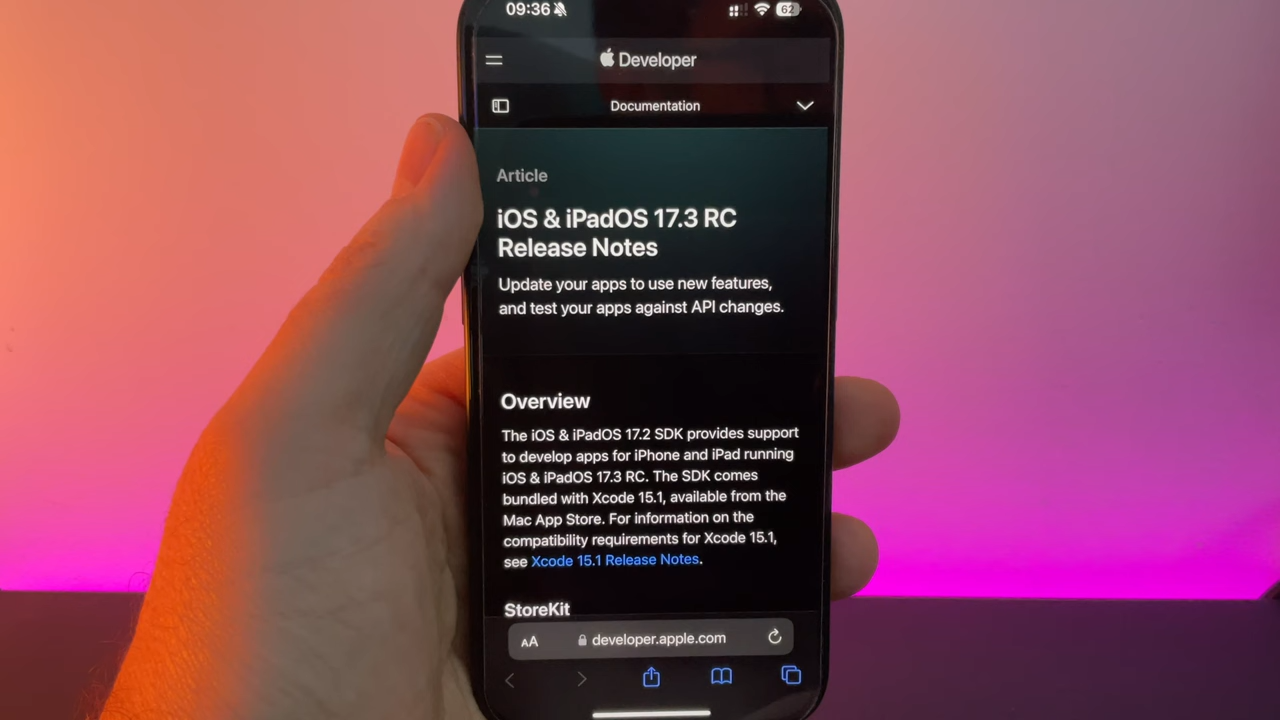 09:36
62
Developer
Documentation
Article
iOS & iPadOS 17.3 RC
Release Notes
Update your apps to use new features,
and test your apps against API changes.
Overview
The iOS & iPadOS 17.2 SDK provides support
to develop apps for iPhone and iPad running
iOS & iPadOS 17.3 RC. The SDK comes
bundled with Xcode 15.1, available from the
Mac App Store. For information on the
compatibility requirements for Xcode 15.1,
see Xcode 15.1 Release Notes.
StoreKit
AA developer.apple.com